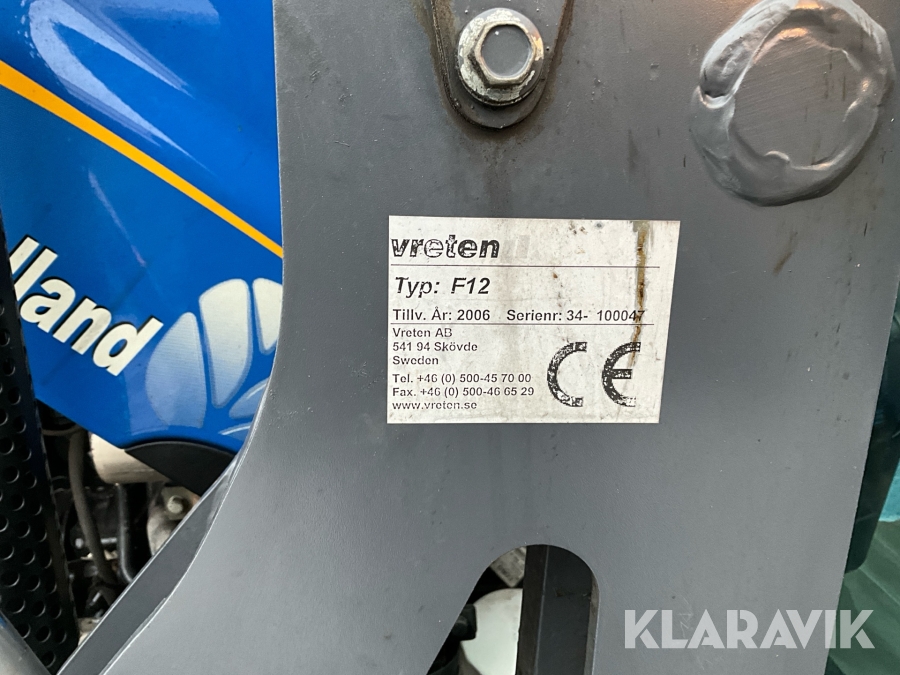 lland
vreten
Typ: F12
Tillv. År: 2006 Serienr: 34- 100047
Vreten AB
541 94 Skövde
Sweden
Tel. +46 (0) 500-45 70 00
Fax. +46 (0) 500-46 65 29
www.vreten.se
CE
KLARAVIK